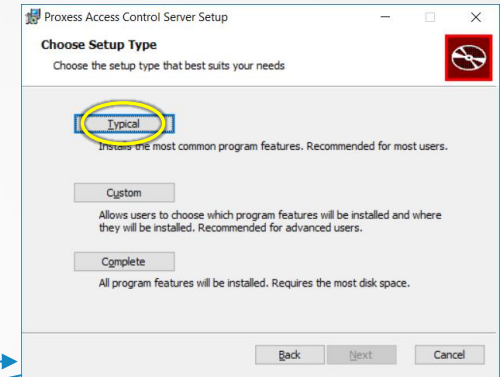 Proxess Access Control Server Setup
Choose Setup Type
Choose the setup type that best suits your needs
Typical
Installs the most common program features. Recommended for most users.
Custom
Allows users to choose which program features will be installed and where
they will be installed. Recommended for advanced users.
Complete
All program features will be installed. Requires the most disk space.
Back Next Cancel